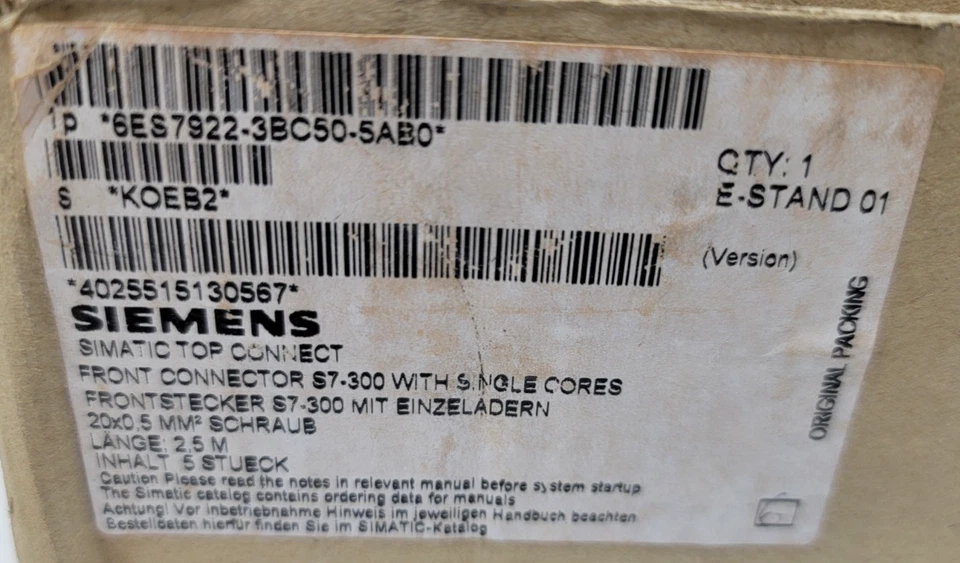 1P *6ES7922-3BC50-5AB0*
QTY: 1
S *KOEB2*
E-STAND 01
(Version)
*4025515130567*
SIEMENS
SIMATIC TOP CONNECT
FRONT CONNECTOR S7-300 WITH SINGLE CORES
FRONTSTECKER S7-300 MIT EINZELADERN
20x0,5 MM² SCHRAUB
LÄNGE: 2,5 M
INHALT 5 STUECK
Caution Please read the notes in relevant manual before system startup
The Simatic catalog contains ordering data for manuals
Achtung! Vor Inbetriebnahme Hinweis im jeweiligen Handbuch beachten
Bestelldaten hierfür finden Sie im SIMATIC-Katalog
ORIGINAL PACKING